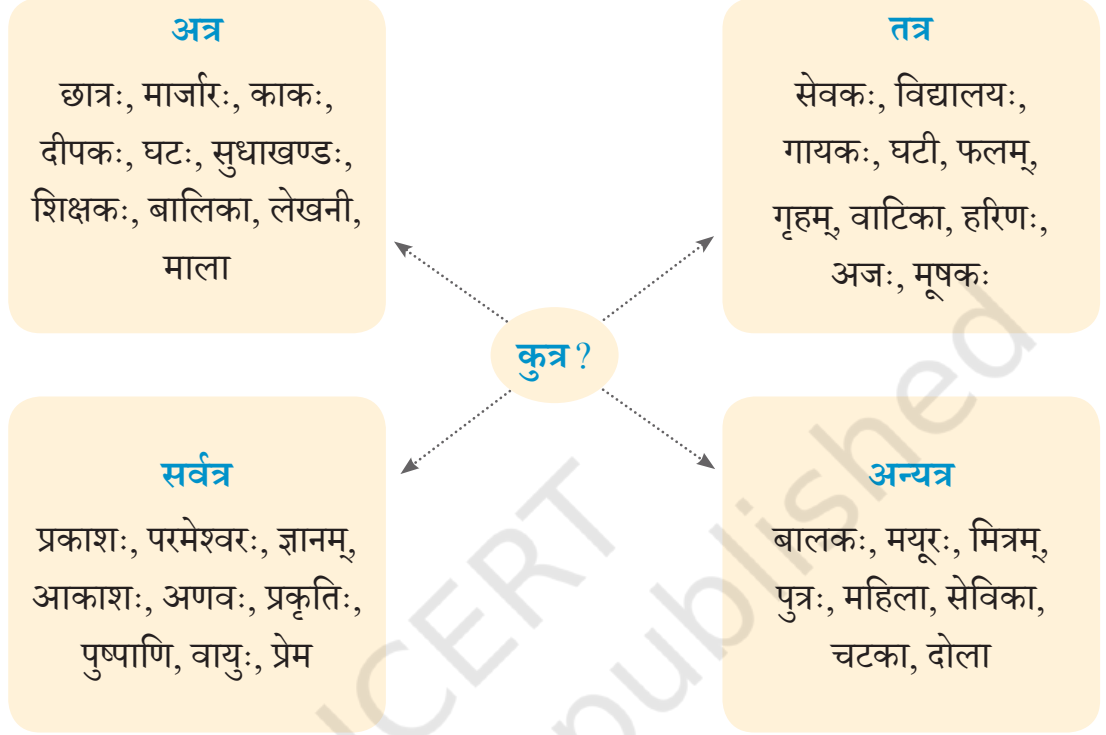 अत्र
छात्रः, मार्जारः, काकः,
दीपकः, घटः, सुधाखण्डः,
शिक्षकः, बालिका, लेखनी,
माला
तत्र
सेवकः, विद्यालयः,
गायकः, घटी, फलम्,
गृहम्, वाटिका, हरिणः,
अजः, मूषकः
कुत्र ?
सर्वत्र
प्रकाशः, परमेश्वरः, ज्ञानम्,
आकाशः, अणवः, प्रकृतिः,
पुष्पाणि, वायुः, प्रेम
अन्यत्र
बालकः, मयूरः, मित्रम्,
पुत्रः, महिला, सेविका,
चटका, दोला
NCERT
published